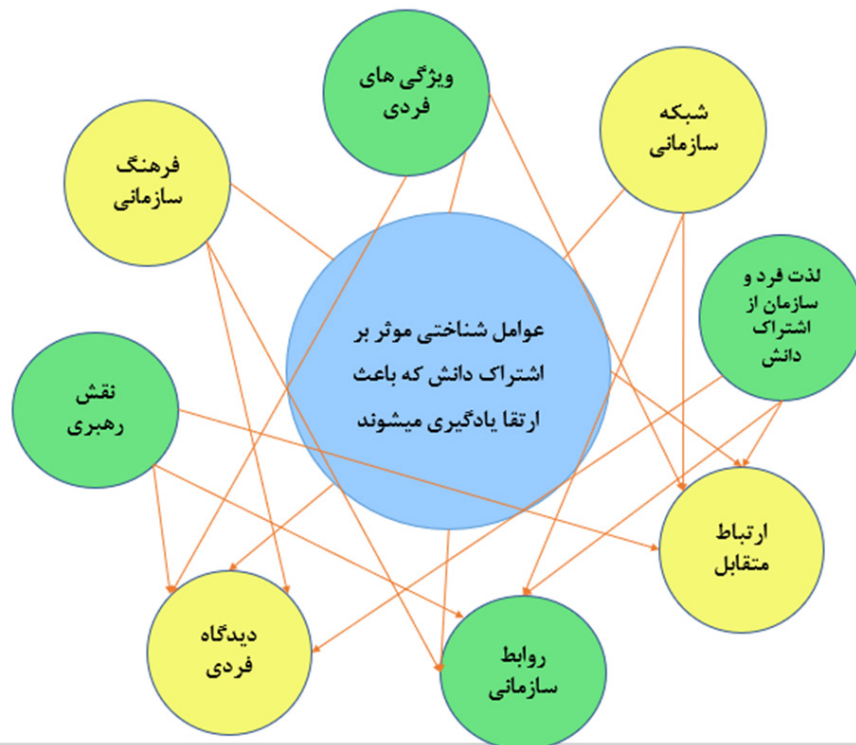 ویژگی های
فردی
شبکه
سازمانی
فرهنگ
سازمانی
لذت فرد و
سازمان از
اشتراک
دانش
عوامل شناختی موثر بر
اشتراک دانش که باعث
ارتقا یادگیری میشوند
نقش
رهبری
ارتباط
متقابل
دیدگاه
فردی
روابط
سازمانی